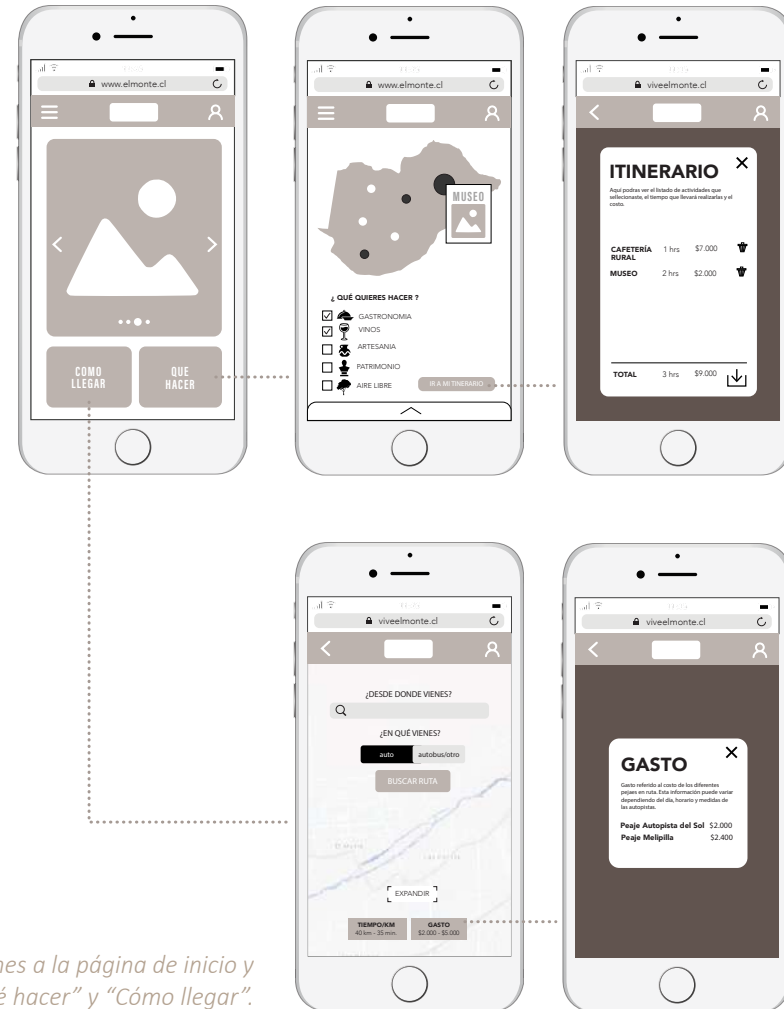 www.elmonte.cl
COMO
LLEGAR
QUE
HACER
www.elmonte.cl
MUSEO
¿ QUÉ QUIERES HACER ?
GASTRONOMIA
VINOS
ARTESANIA
PATRIMONIO
AIRE LIBRE
IR A MI TINERARIO
viveelmonte.cl
ITINERARIO
Aquí podras ver el listado de actividades que
sellecionaste, el tiempo que llevará realizarlas y el
costo.
CAFETERÍA 1 hrs $7.000
RURAL
MUSEO 2 hrs $2.000
TOTAL 3 hrs $9.000
viveelmonte.cl
¿DESDE DONDE VIENES?
¿EN QUÉ VIENES?
auto autobus/otro
BUSCAR RUTA
EXPANDIR
TIEMPO/KM
40 km - 35 min.
GASTO
$2.000 - $5.000
viveelmonte.cl
GASTO
Gasto referido al costo de los diferentes
pejaes en ruta. Esta información puede variar
dependiendo del día, horario y medidas de
las autopistas.
Peaje Autopista del Sol $2.000
Peaje Melipilla $2.400
nes a la página de inicio y
é hacer” y “Cómo llegar”.